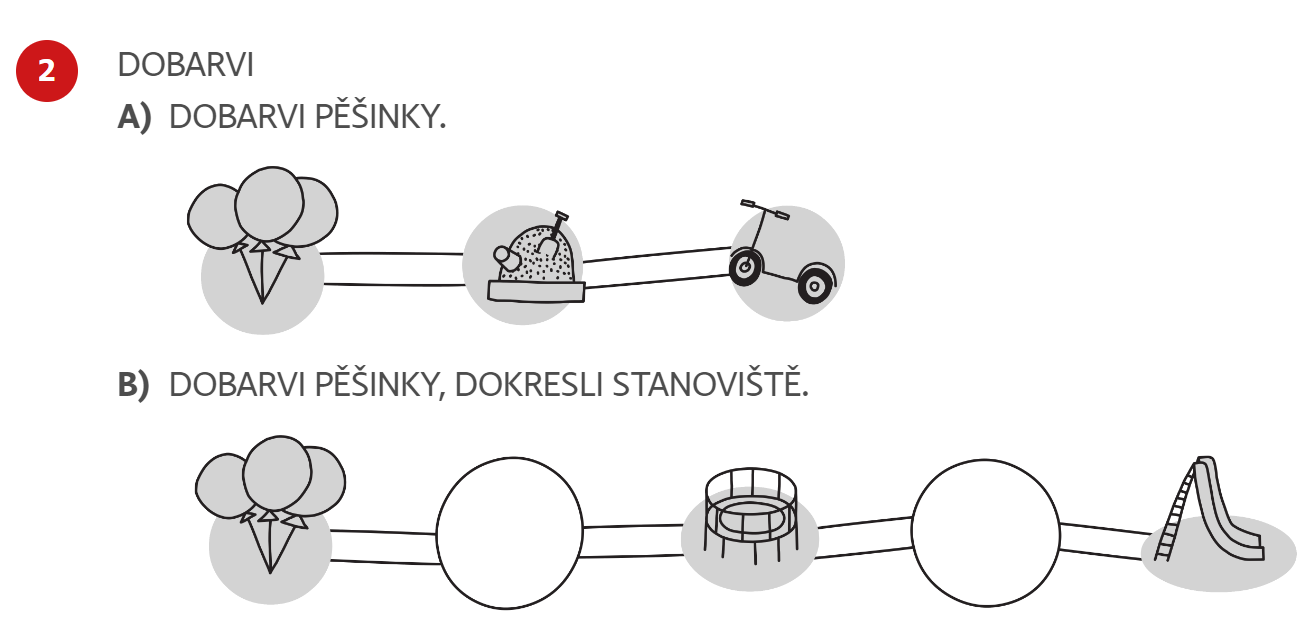 2 DOBARVI
A) DOBARVI PĚŠINKY.
B) DOBARVI PĚŠINKY, DOKRESLI STANOVIŠTĚ.